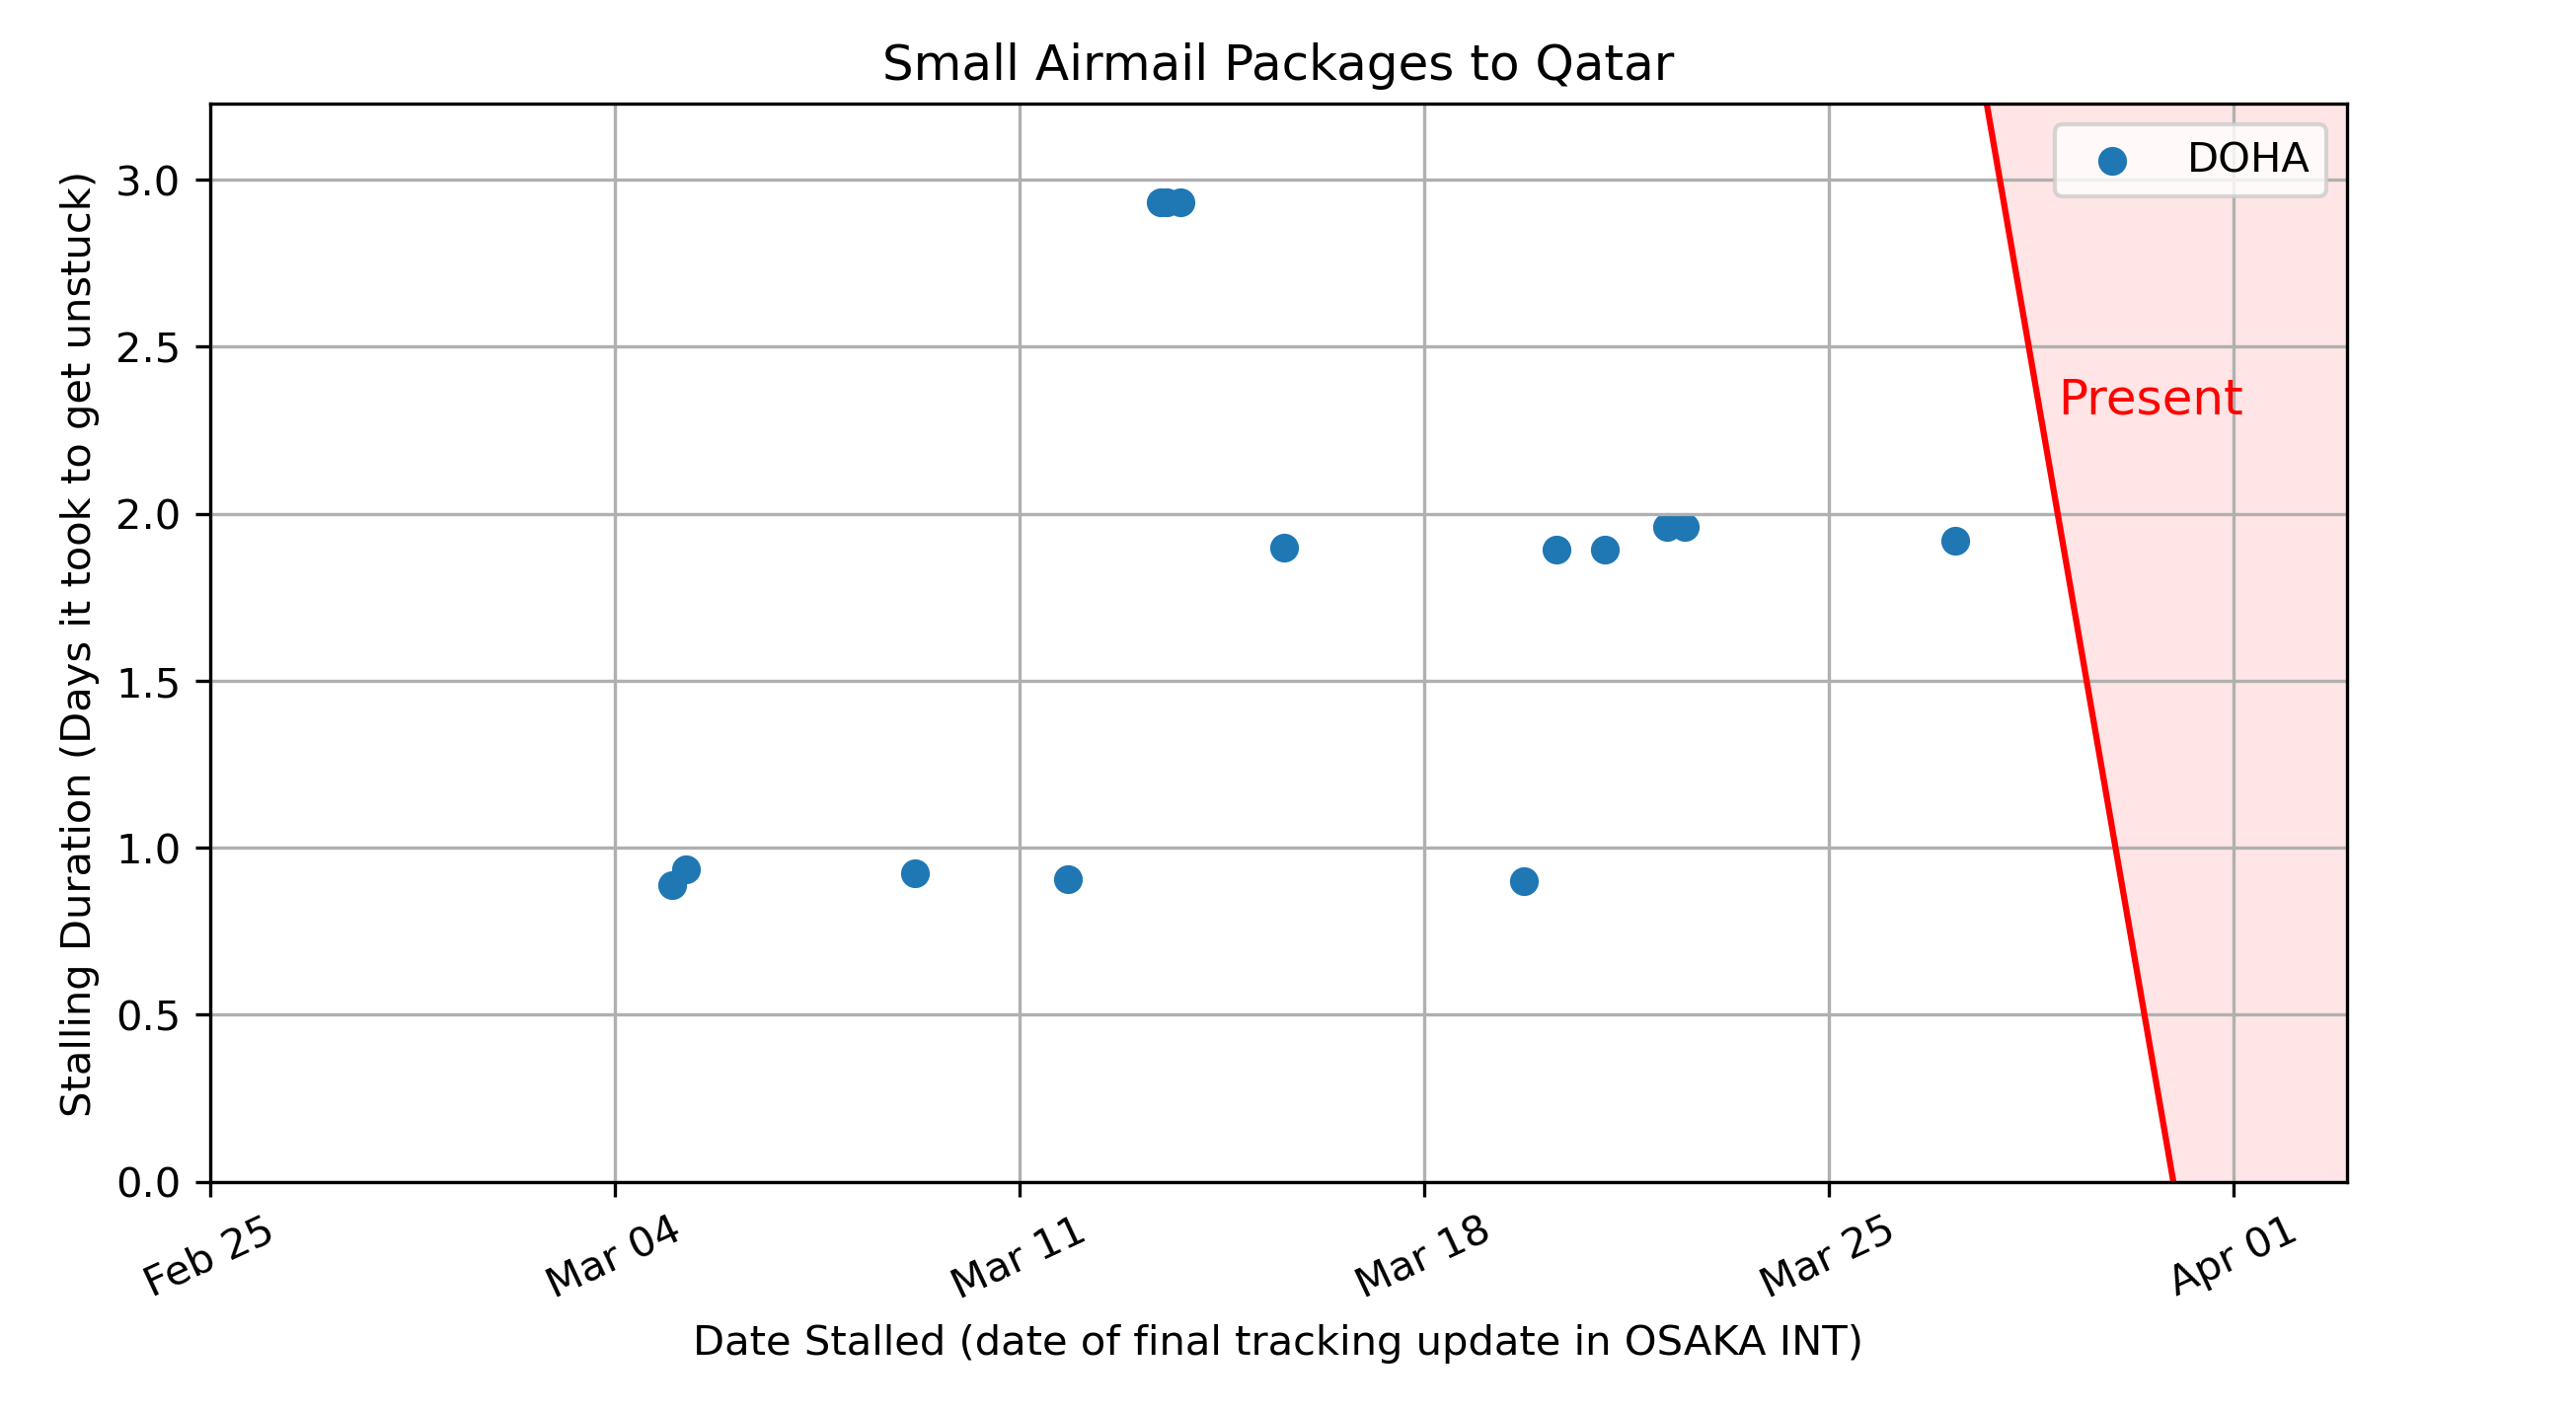 Small Airmail Packages to Qatar
DOHA
Present
Stalling Duration (Days it took to get unstuck)
3.0
2.5
2.0
1.5
1.0
0.5
0.0
Feb 25
Mar 04
Mar 11
Mar 18
Mar 25
Apr 01
Date Stalled (date of final tracking update in OSAKA INT)